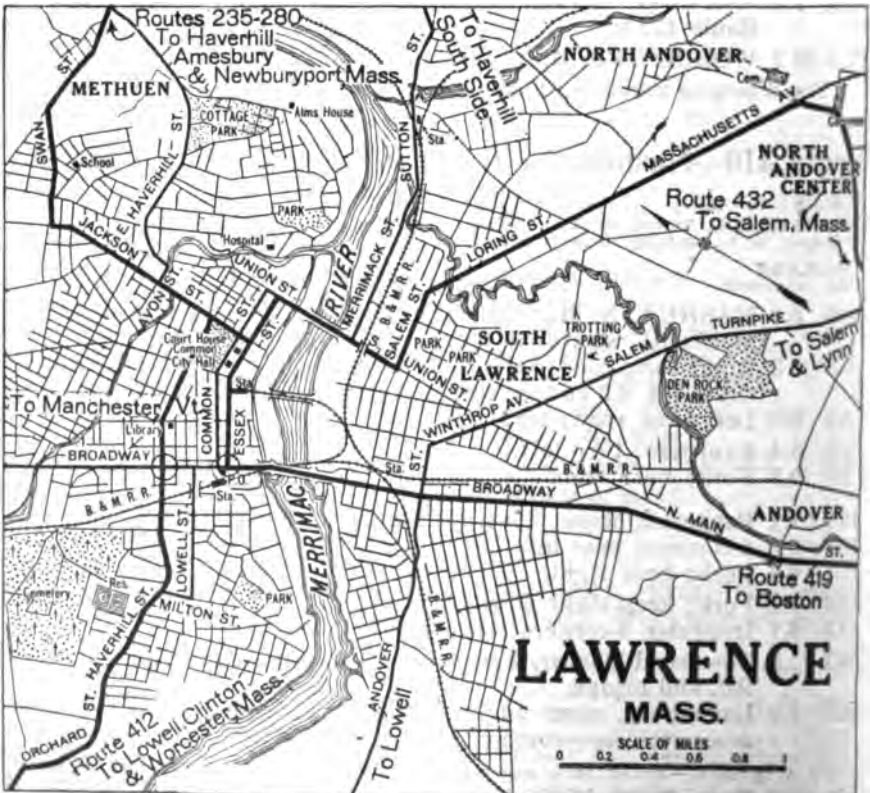 Routes 235-280
To Haverhill
Amesbury
& Newburyport Mass.
To Haverhill
South Side
NORTH ANDOVER
Cem.
METHUEN
SWAN ST.
COTTAGE
PARK
Alms House
School
E. HAVERHILL ST.
Sta.
SUTTON ST.
MASSACHUSETTS AV
NORTH
ANDOVER
CENTER
Route 432
To Salem, Mass.
PARK
Hospital
JACKSON
ST.
UNION ST.
RIVER
MERRIMACK ST.
B. & M. R. R.
SALEM ST.
LORING ST.
ST.
ST.
Court House
Common
City Hall
PARK
PARK
S. UNION ST.
SOUTH
LAWRENCE
TROTTING
PARK
SALEM
TURNPIKE
To Salem
& Lynn
DEN ROCK
PARK
To Manchester Vt.
Library
COMMON
ESSEX
Sta.
WINTHROP AV
ST.
BROADWAY
P.O.
Sta.
B. & M. R. R.
Sta.
B. & M. R. R.
BROADWAY
N. MAIN
ST.
ANDOVER
LOWELL ST.
MERRIMAC
Cemetery
Res.
PARK
MILTON ST.
HAVERHILL ST.
B. & M. R. R.
Route 419
To Boston
ORCHARD ST.
Route 412
To Lowell, Clinton
& Worcester Mass.
ANDOVER
To Lowell
LAWRENCE
MASS.
SCALE OF MILES
0 0.2 0.4 0.6 0.8 1